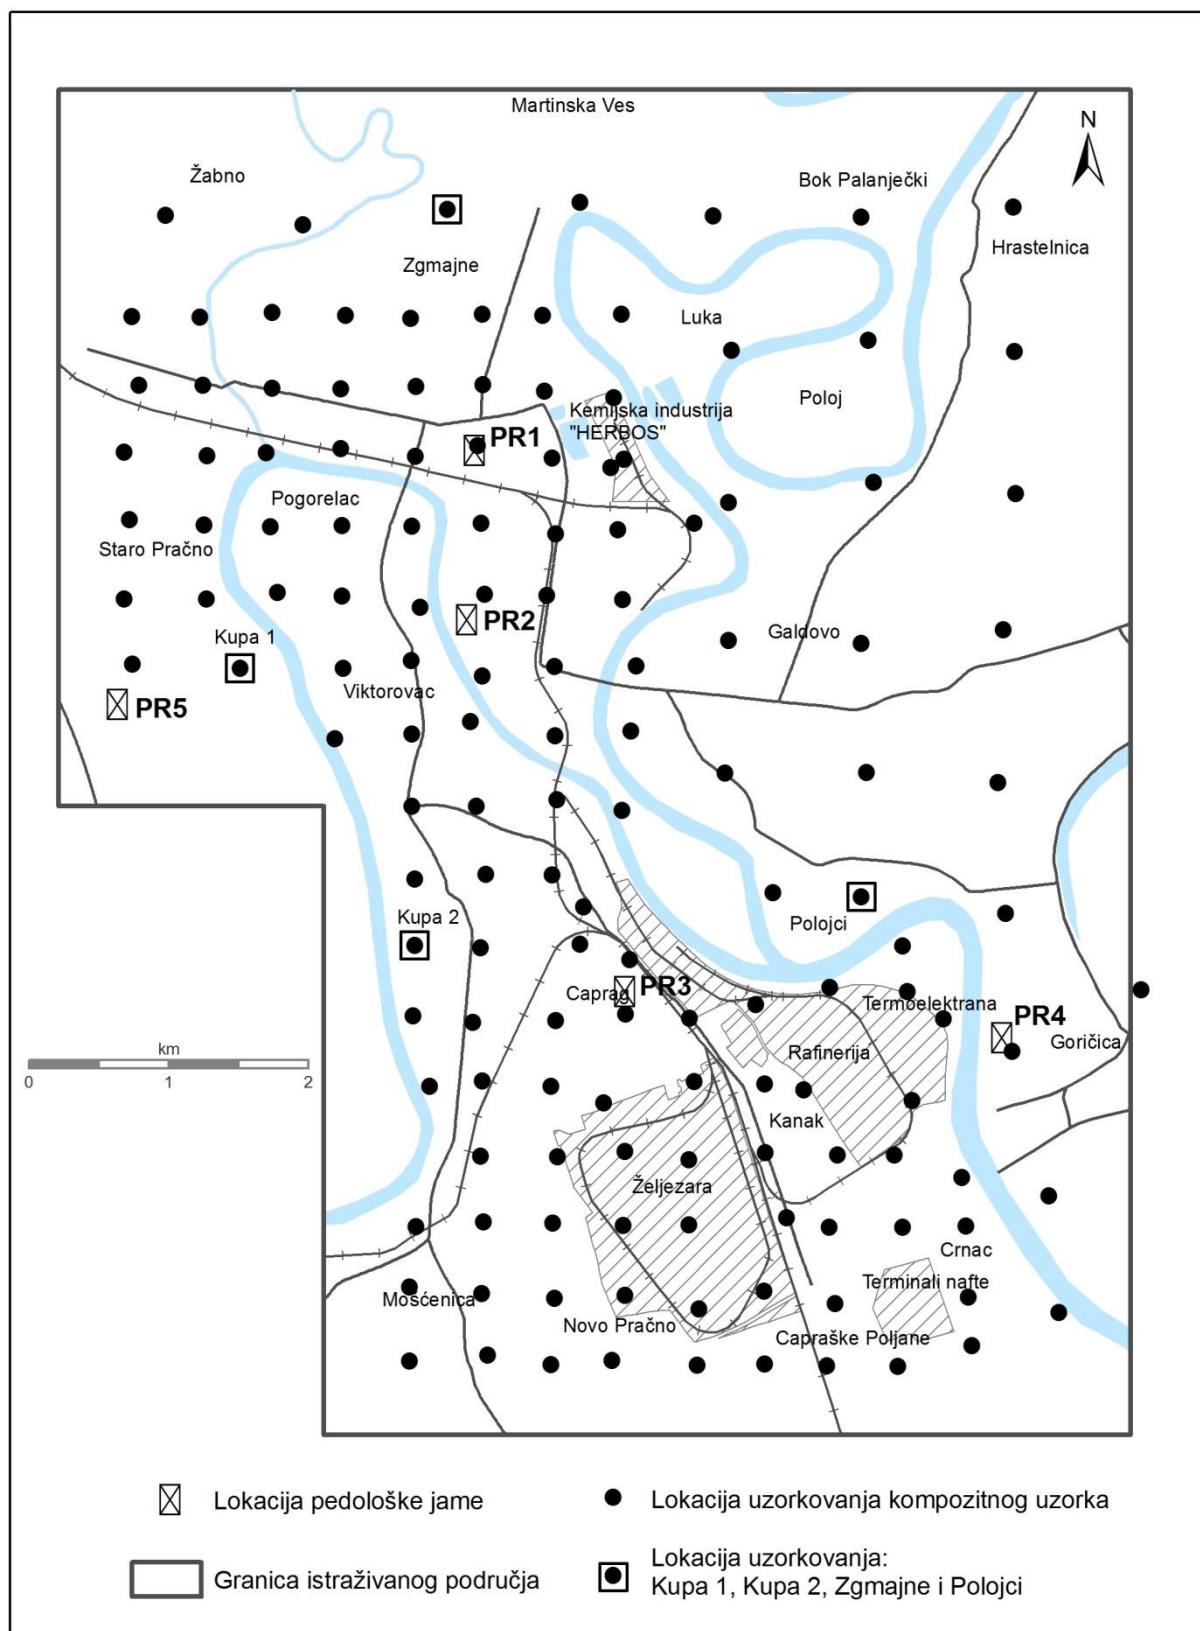 Martinska Ves
N
Žabno
Bok Palanječki
Hrastelnica
Zgmajne
Luka
Poloj
Kemijska industrija
"HERBOS"
PR1
Pogorelac
Staro Pračno
PR2
Galdovo
Kupa 1
Viktorovac
PR5
Kupa 2
Polojci
Caprag
PR3
Termoelektrana
PR4
Goričica
km
0 1 2
Rafinerija
Kanak
Željezara
Crnac
Terminali nafte
Mošćenica
Novo Pračno
Capraške Poljane
Lokacija pedološke jame
Lokacija uzorkovanja kompozitnog uzorka
Granica istraživanog područja
Lokacija uzorkovanja:
Kupa 1, Kupa 2, Zgmajne i Polojci